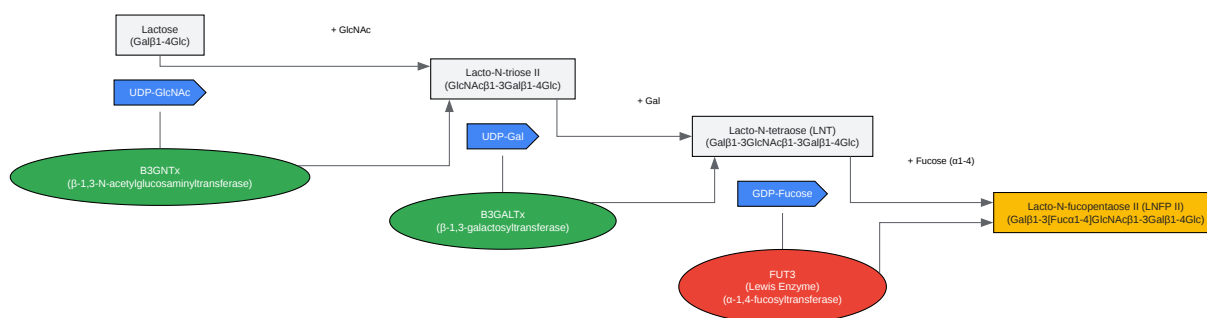 Lactose
(Galβ1-4Glc)
+ GlcNAc
UDP-GlcNAc
B3GNTx
(β-1,3-N-acetylglucosaminyltransferase)
Lacto-N-triose II
(GlcNAcβ1-3Galβ1-4Glc)
+ Gal
UDP-Gal
B3GALTx
(β-1,3-galactosyltransferase)
Lacto-N-tetraose (LNT)
(Galβ1-3GlcNAcβ1-3Galβ1-4Glc)
+ Fucose (α1-4)
GDP-Fucose
FUT3
(Lewis Enzyme)
(α-1,4-fucosyltransferase)
Lacto-N-fucopentaose II (LNFP II)
(Galβ1-3[Fucα1-4]GlcNAcβ1-3Galβ1-4Glc)